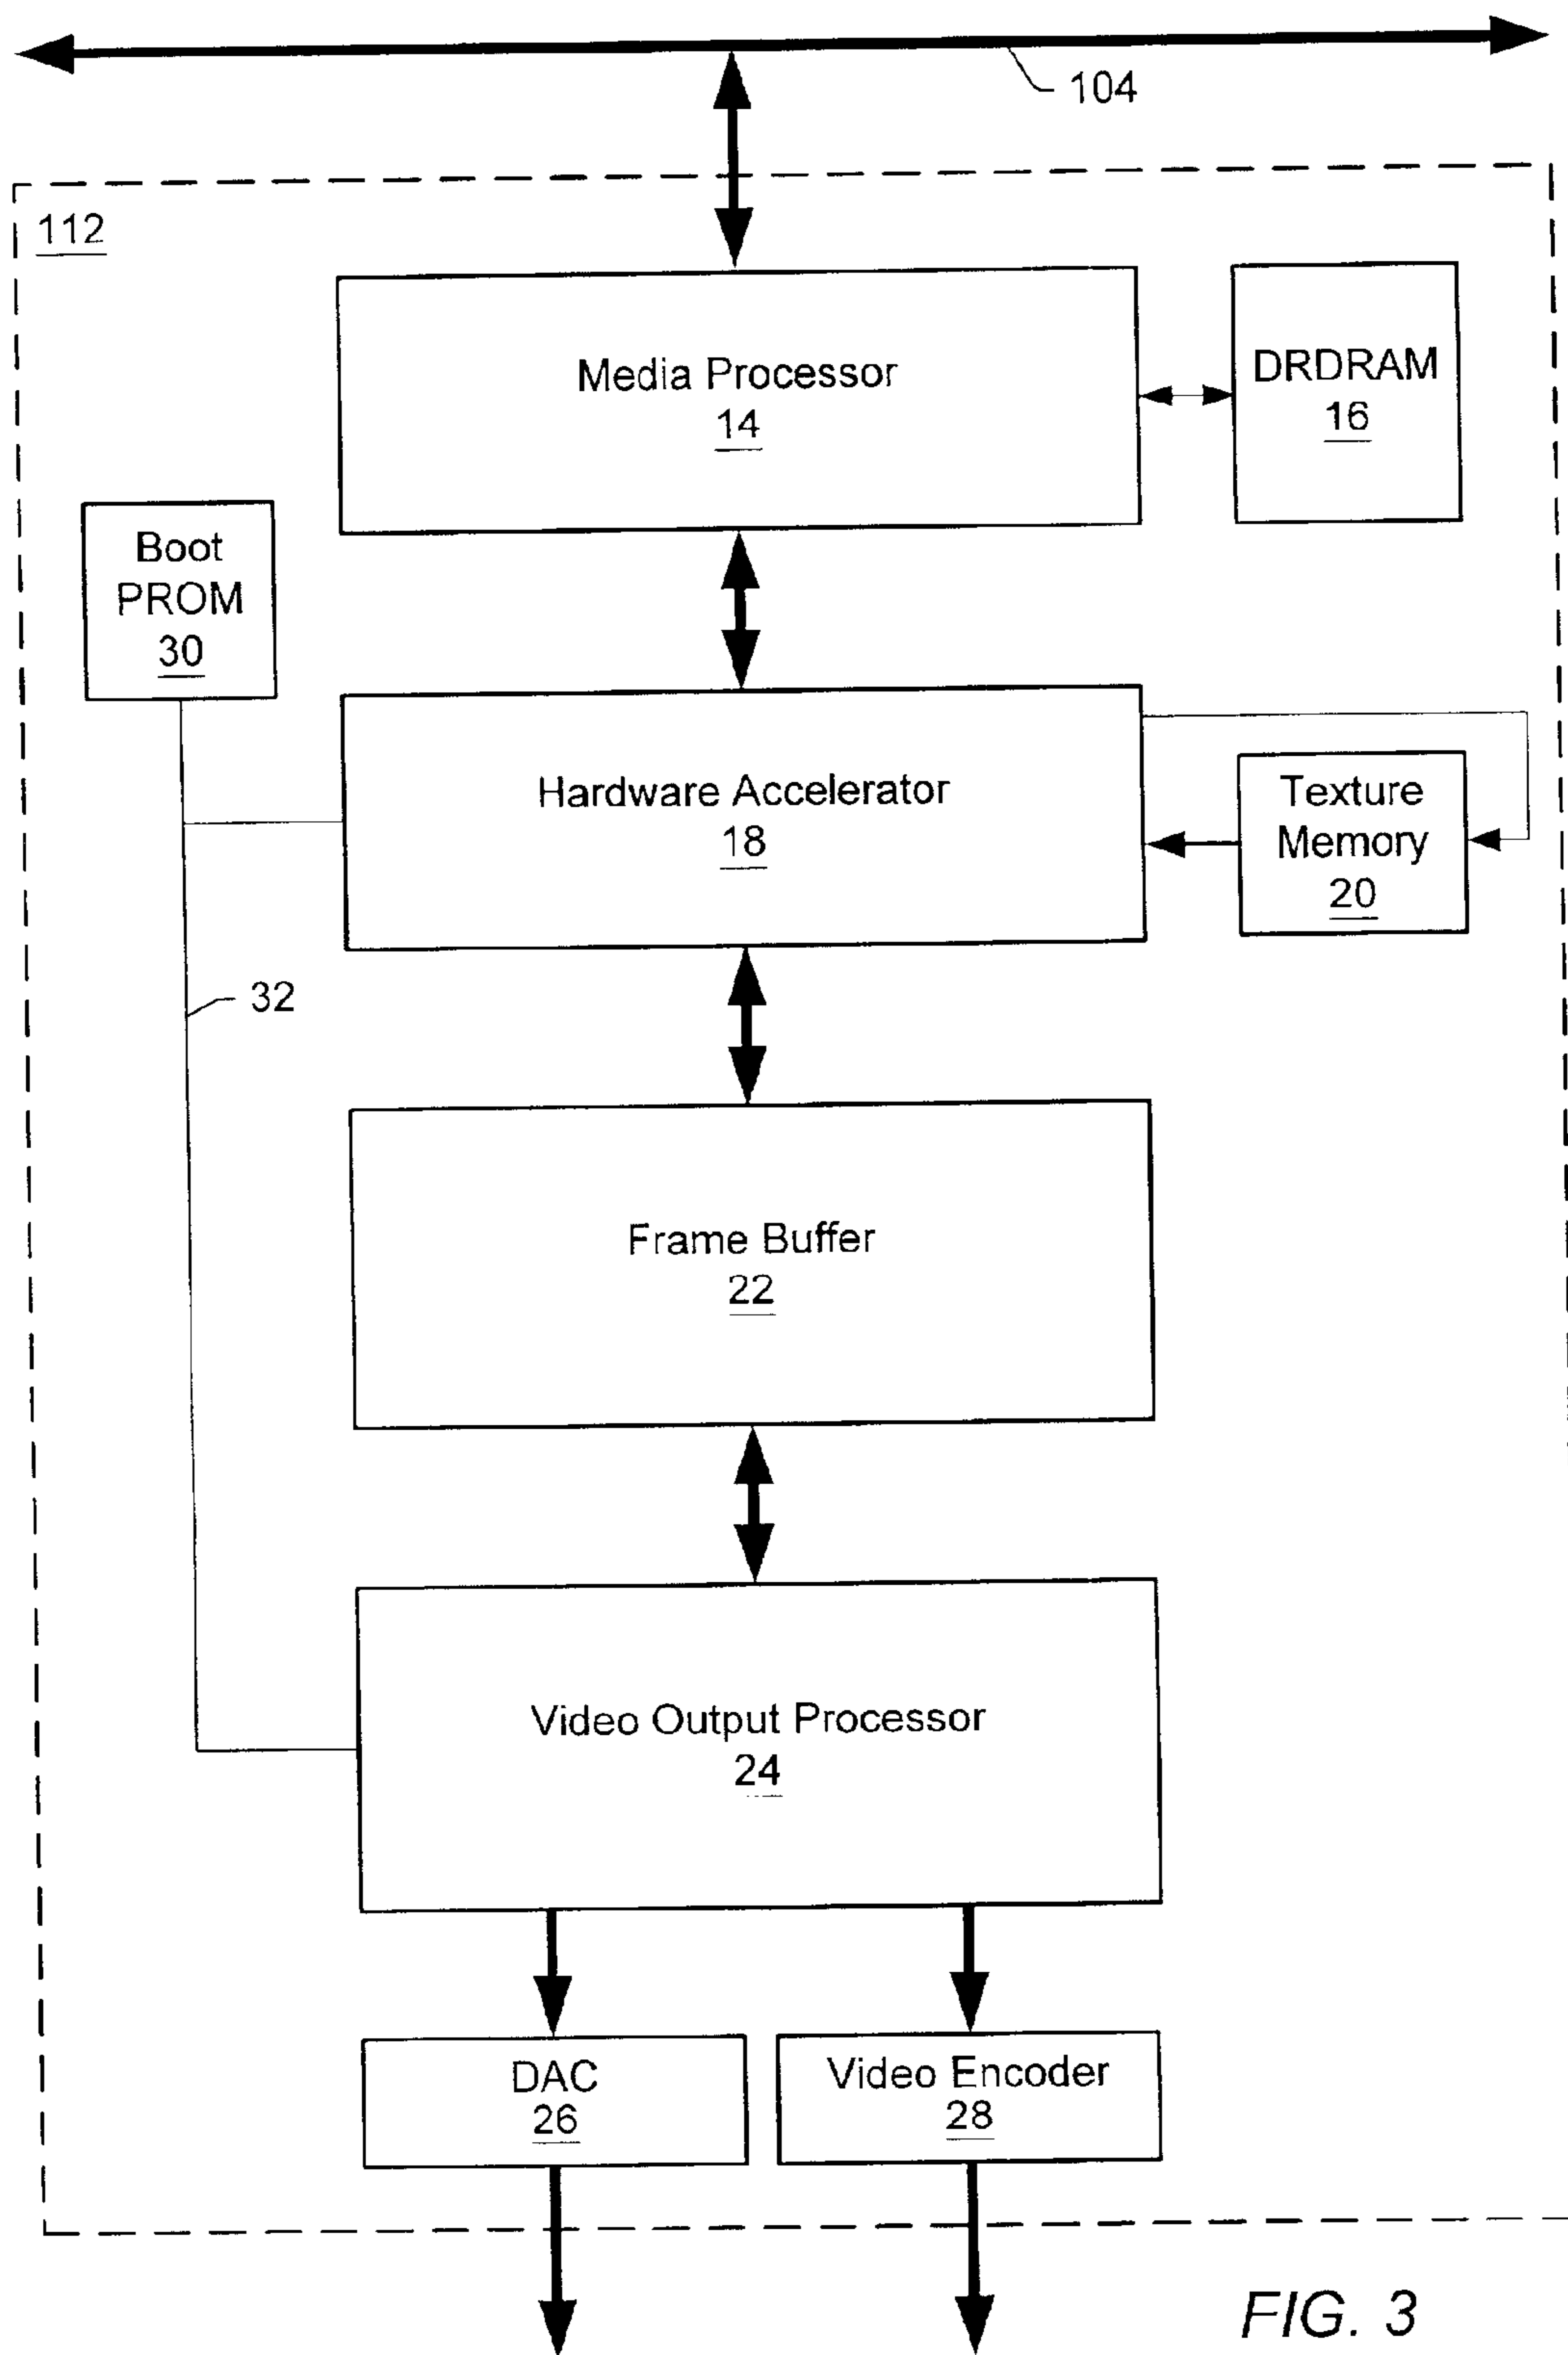 104
112
Media Processor
14
DRDRAM
16
Boot
PROM
30
Hardware Accelerator
18
Texture
Memory
20
32
Frame Buffer
22
Video Output Processor
24
DAC
26
Video Encoder
28
FIG. 3